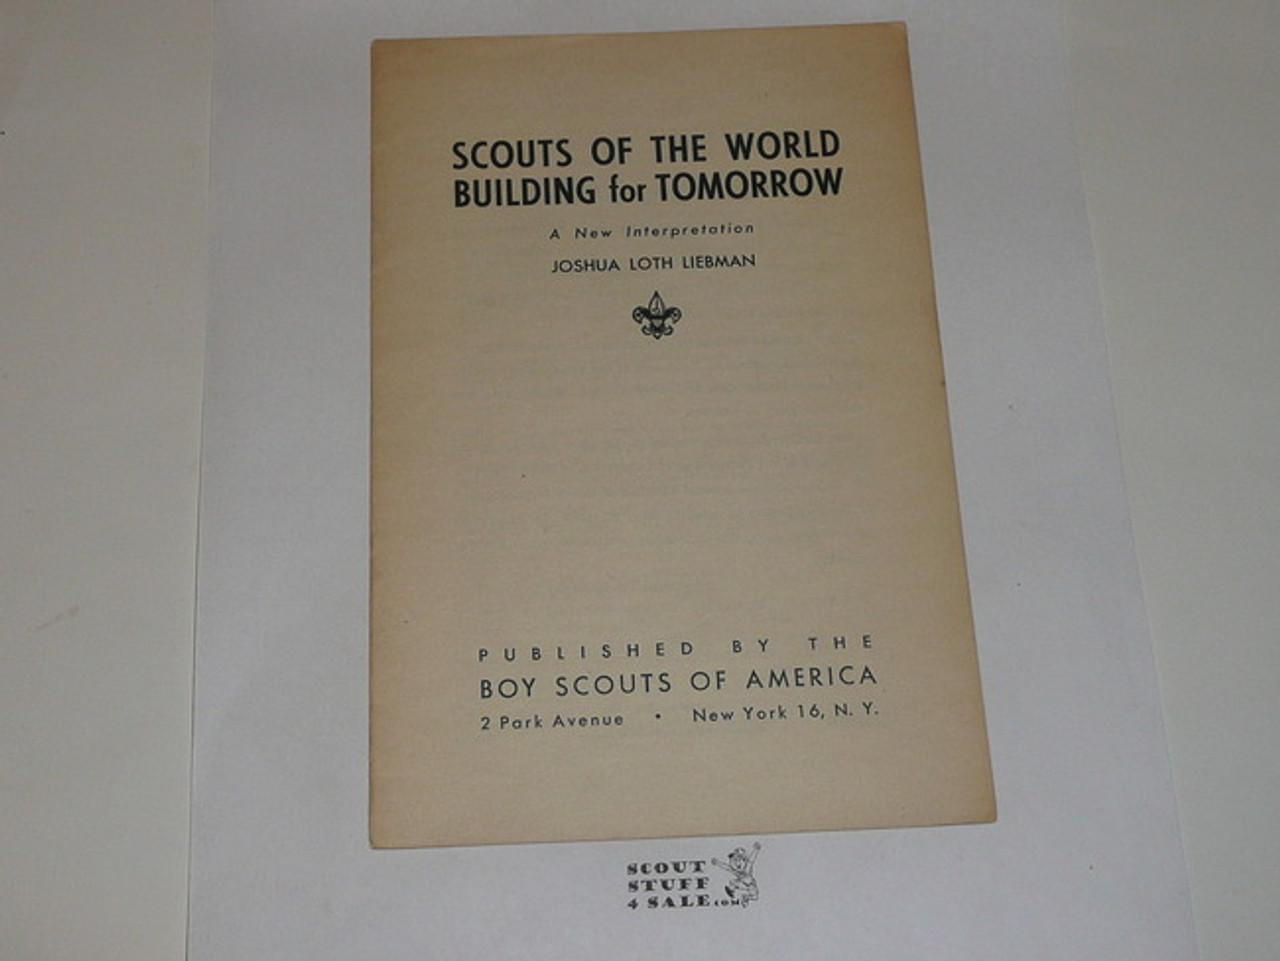 SCOUTS OF THE WORLD
BUILDING for TOMORROW
A New Interpretation
JOSHUA LOTH LIEBMAN
PUBLISHED BY THE
BOY SCOUTS OF AMERICA
2 Park Avenue • New York 16, N. Y.
SCOUT
STUFF
4 SALE.COM